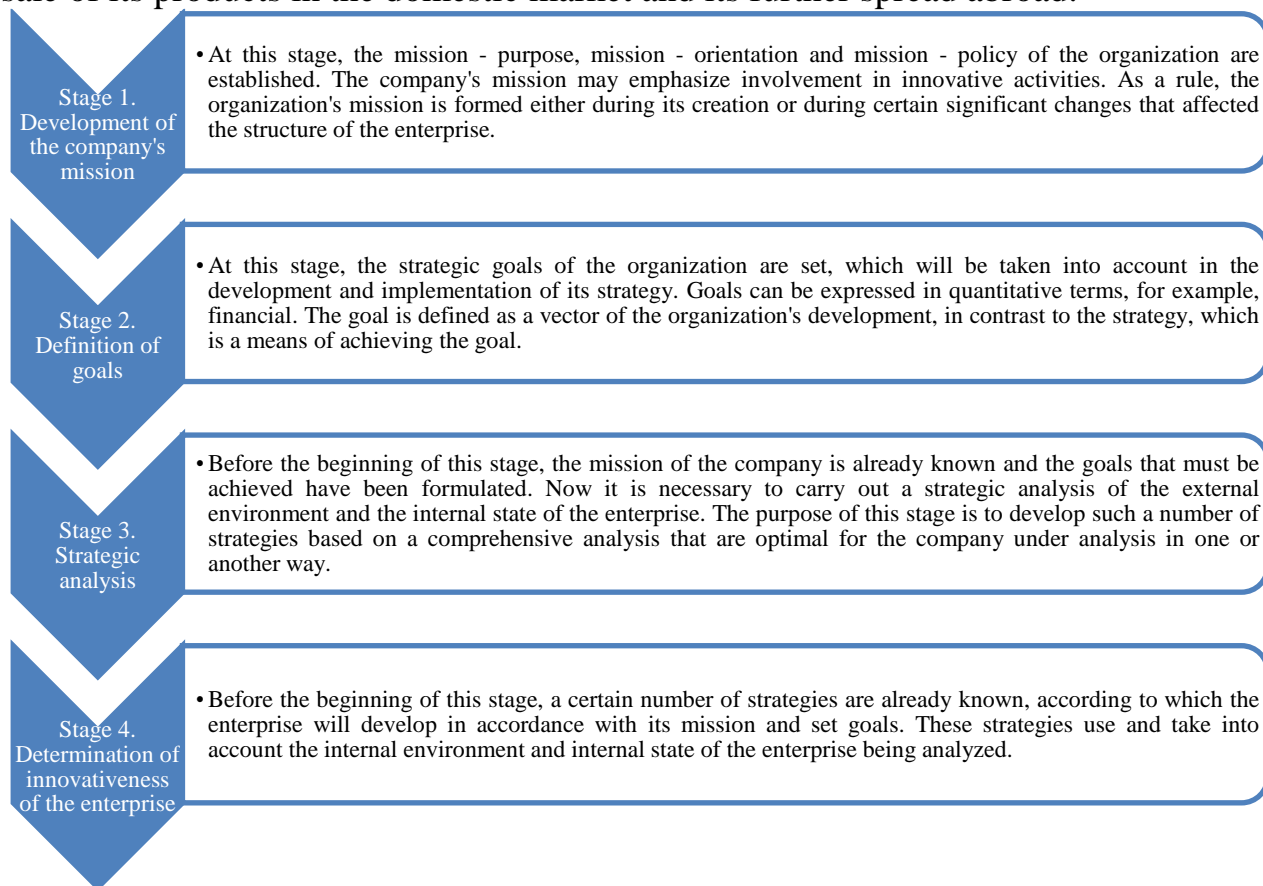 sale of its products in the domestic market and its further spread abroad.
Stage 1.
Development of
the company's
mission
• At this stage, the mission - purpose, mission - orientation and mission - policy of the organization are
established. The company's mission may emphasize involvement in innovative activities. As a rule, the
organization's mission is formed either during its creation or during certain significant changes that affected
the structure of the enterprise.
Stage 2.
Definition of
goals
• At this stage, the strategic goals of the organization are set, which will be taken into account in the
development and implementation of its strategy. Goals can be expressed in quantitative terms, for example,
financial. The goal is defined as a vector of the organization's development, in contrast to the strategy, which
is a means of achieving the goal.
Stage 3.
Strategic
analysis
• Before the beginning of this stage, the mission of the company is already known and the goals that must be
achieved have been formulated. Now it is necessary to carry out a strategic analysis of the external
environment and the internal state of the enterprise. The purpose of this stage is to develop such a number of
strategies based on a comprehensive analysis that are optimal for the company under analysis in one or
another way.
Stage 4.
Determination of
innovativeness
of the enterprise
• Before the beginning of this stage, a certain number of strategies are already known, according to which the
enterprise will develop in accordance with its mission and set goals. These strategies use and take into
account the internal environment and internal state of the enterprise being analyzed.